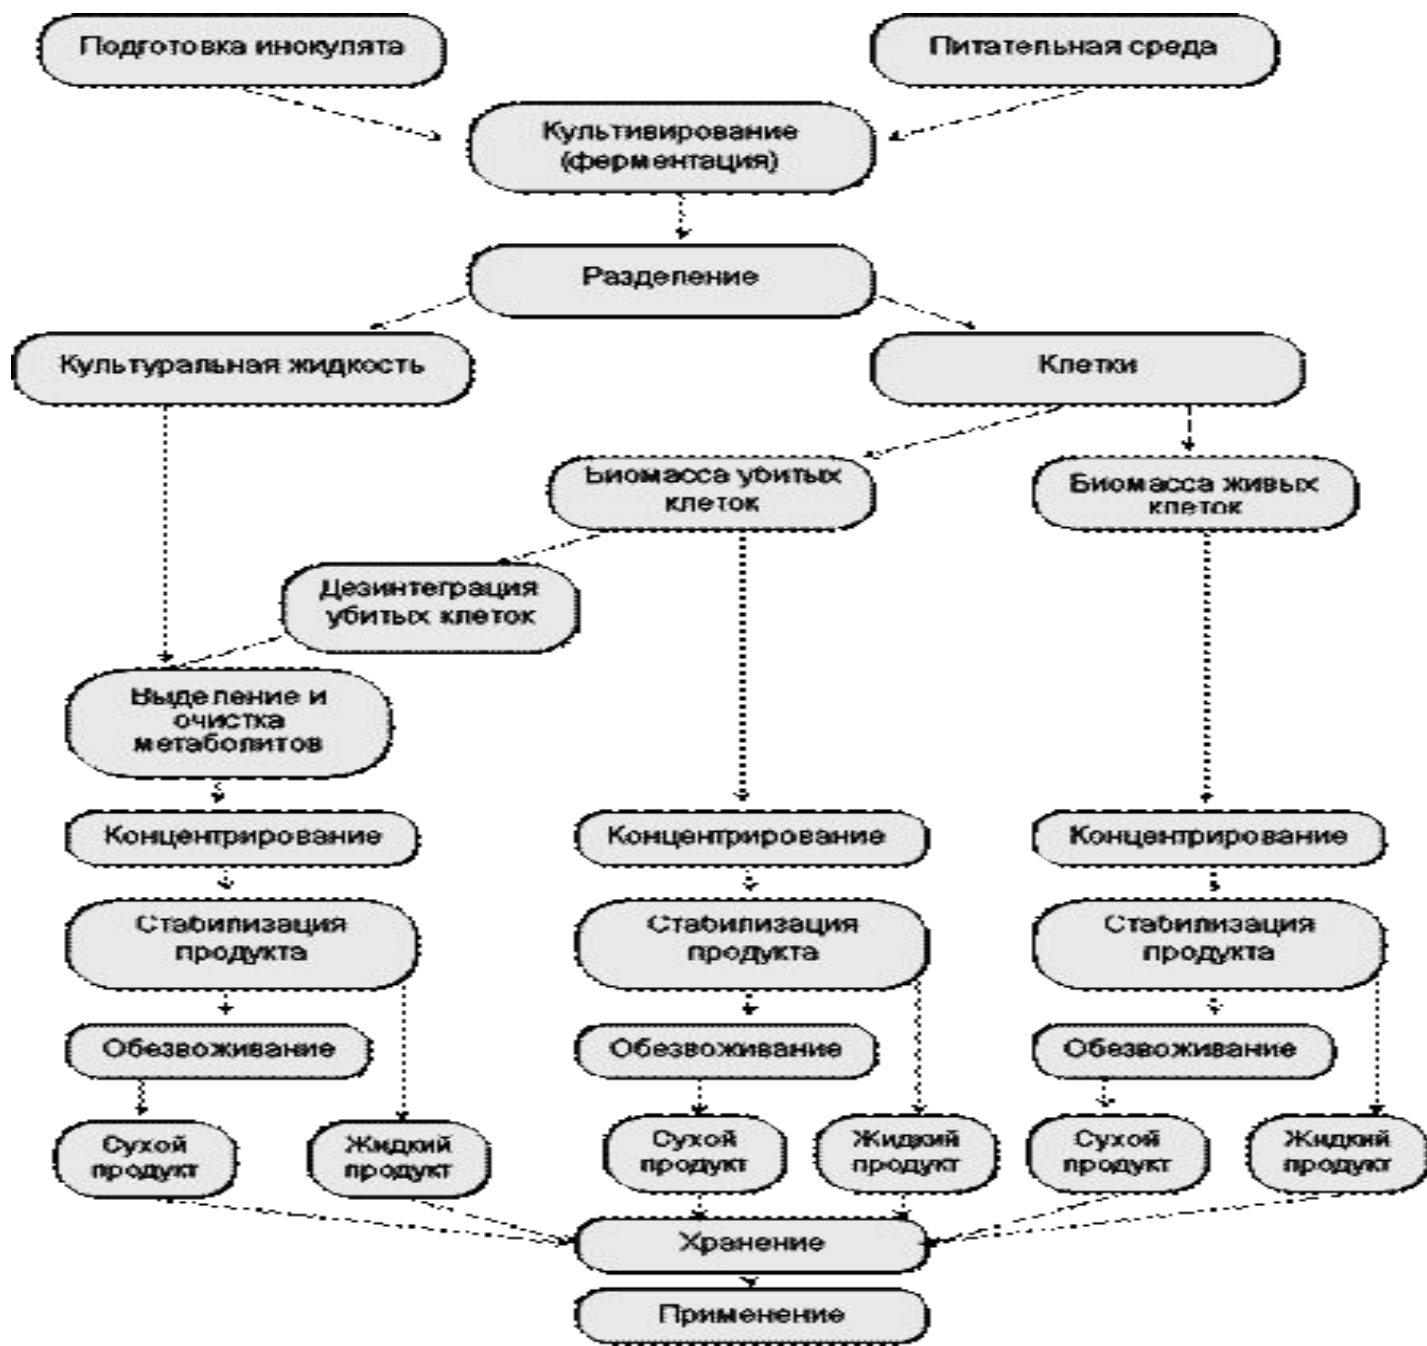 Подготовка инокулята
Питательная среда
Культивирование
(ферментация)
Разделение
Культуральная жидкость
Клетки
Биомасса убитых
клеток
Биомасса живых
клеток
Дезинтеграция
убитых клеток
Выделение и
очистка
метаболитов
Концентрирование
Концентрирование
Концентрирование
Стабилизация
продукта
Стабилизация
продукта
Стабилизация
продукта
Обезвоживание
Обезвоживание
Обезвоживание
Сухой
продукт
Жидкий
продукт
Сухой
продукт
Жидкий
продукт
Сухой
продукт
Жидкий
продукт
Хранение
Применение